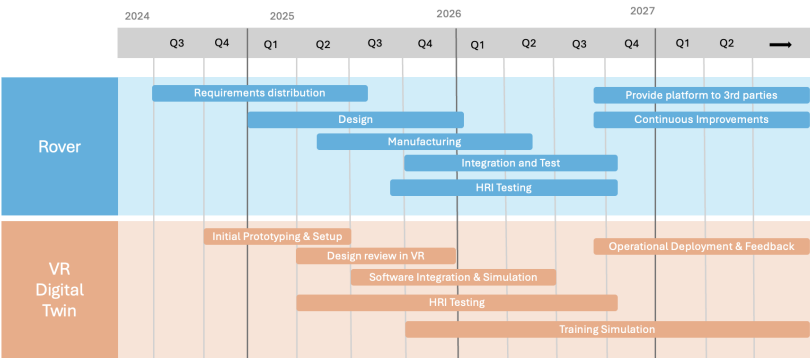 2024 2025 2026 2027
Q3 Q4 Q1 Q2 Q3 Q4 Q1 Q2 Q3 Q4 Q1 Q2
Rover
Requirements distribution
Provide platform to 3rd parties
Design
Continuous Improvements
Manufacturing
Integration and Test
HRI Testing
VR
Digital
Twin
Initial Prototyping & Setup
Operational Deployment & Feedback
Design review in VR
Software Integration & Simulation
HRI Testing
Training Simulation